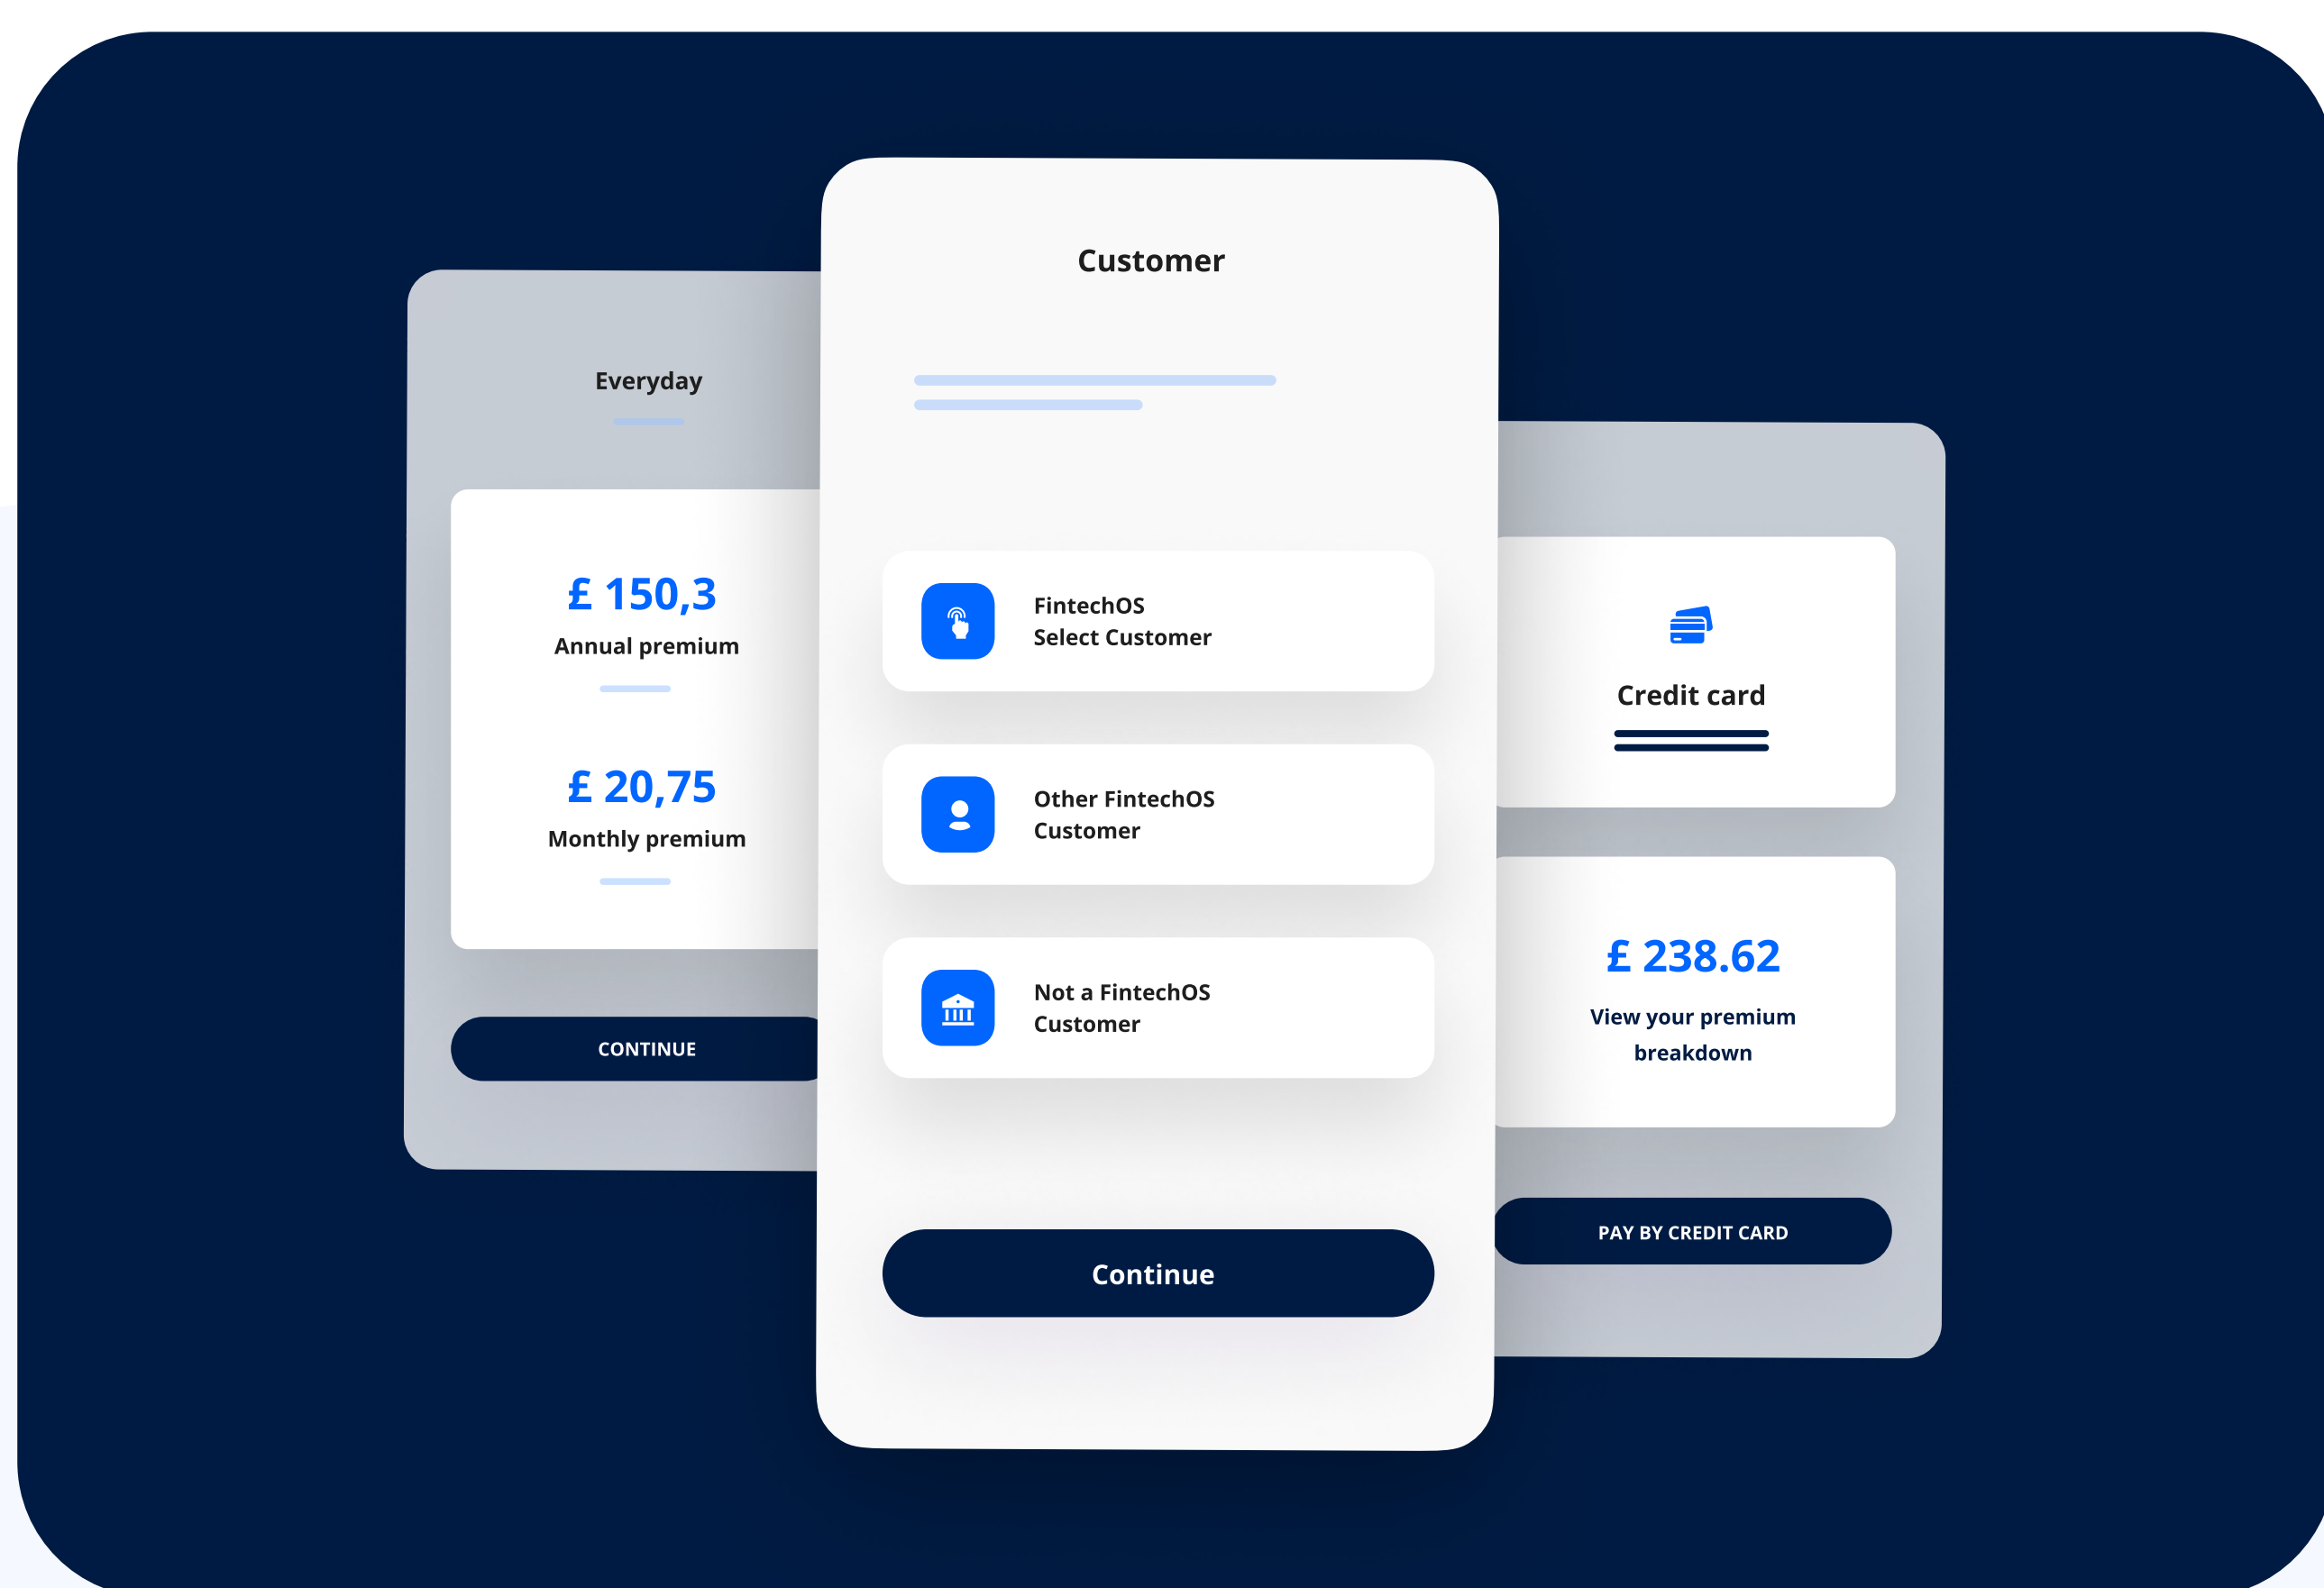 Everyday
£ 150,3
Annual premium
£ 20,75
Monthly premium
CONTINUE
Customer
FintechOS
Select Customer
Other FintechOS
Customer
Not a FintechOS
Customer
Continue
Credit card
£ 238.62
View your premium
breakdown
PAY BY CREDIT CARD